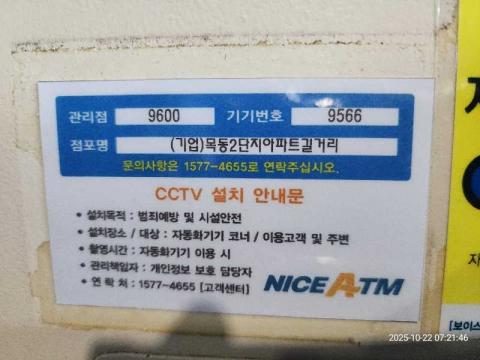 관리점 9600 기기번호 9566
점포명 (기업)목동2단지아파트길거리
문의사항은 1577-4655로 연락주십시오.
CCTV 설치 안내문
• 설치목적 : 범죄예방 및 시설안전
• 설치장소 / 대상 : 자동화기기 코너 / 이용고객 및 주변
• 촬영시간 : 자동화기기 이용 시
• 관리책임자 : 개인정보 보호 담당자
• 연 락 처 : 1577-4655 [고객센터]
NICE ATM
[보이스
2025-10-22 07:21:46